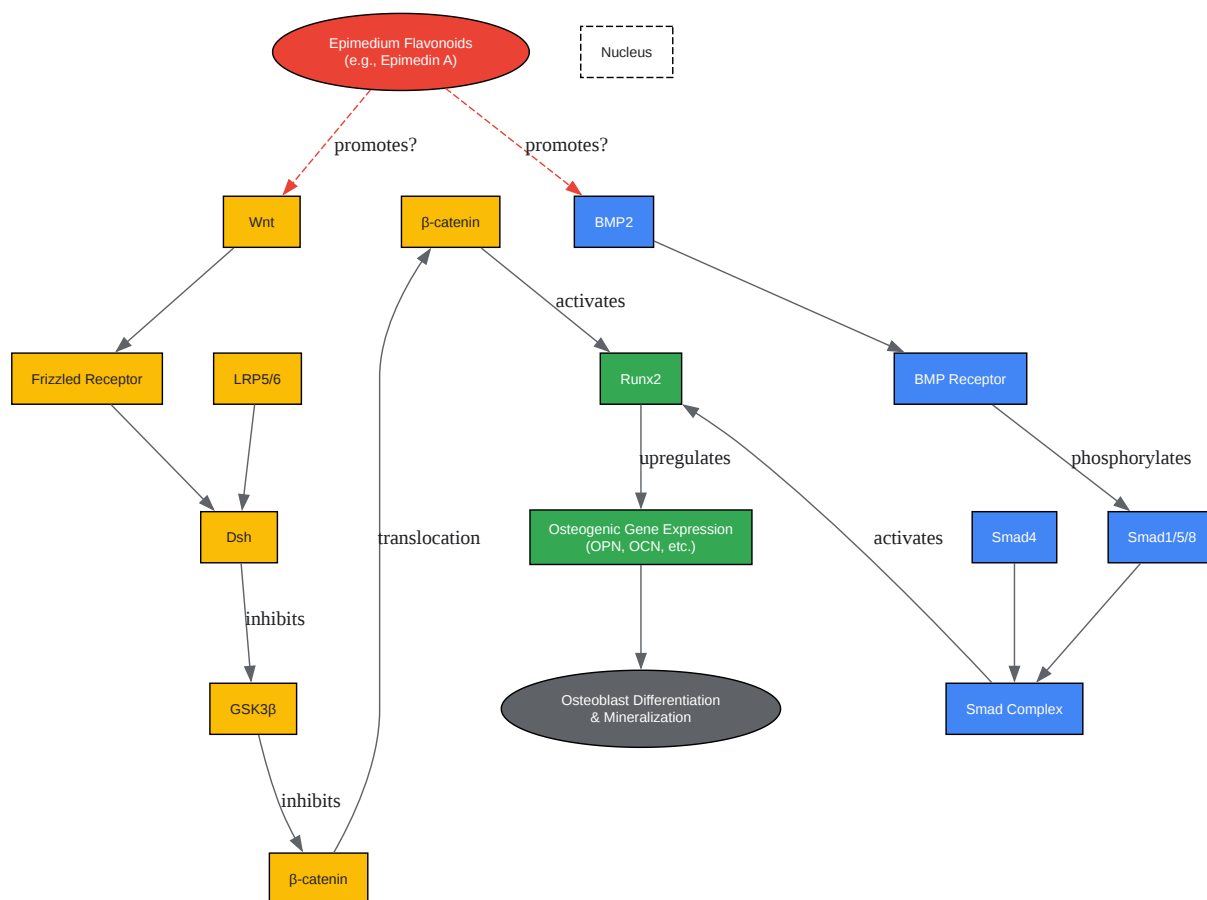 Epimedium Flavonoids
(e.g., Epimedin A)
Nucleus
promotes?
promotes?
Wnt
β-catenin
BMP2
activates
Frizzled Receptor
LRP5/6
Runx2
BMP Receptor
upregulates
phosphorylates
Dsh
translocation
Osteogenic Gene Expression
(OPN, OCN, etc.)
activates
Smad4
Smad1/5/8
inhibits
GSK3β
Osteoblast Differentiation
& Mineralization
Smad Complex
inhibits
β-catenin